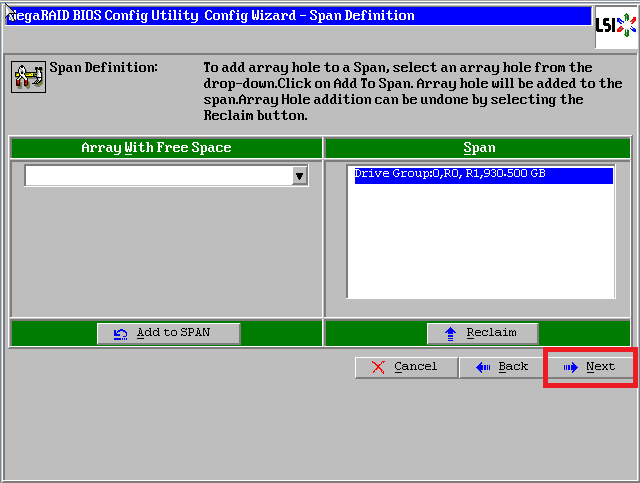 MegaRAID BIOS Config Utility Config Wizard - Span Definition
LSI
Span Definition:
To add array hole to a Span, select an array hole from the
drop-down.Click on Add To Span. Array hole will be added to the
span.Array Hole addition can be undone by selecting the
Reclaim button.
Array With Free Space
Span
Drive Group:0,R0, R1,930.500 GB
Add to SPAN
Reclaim
Cancel
Back
Next